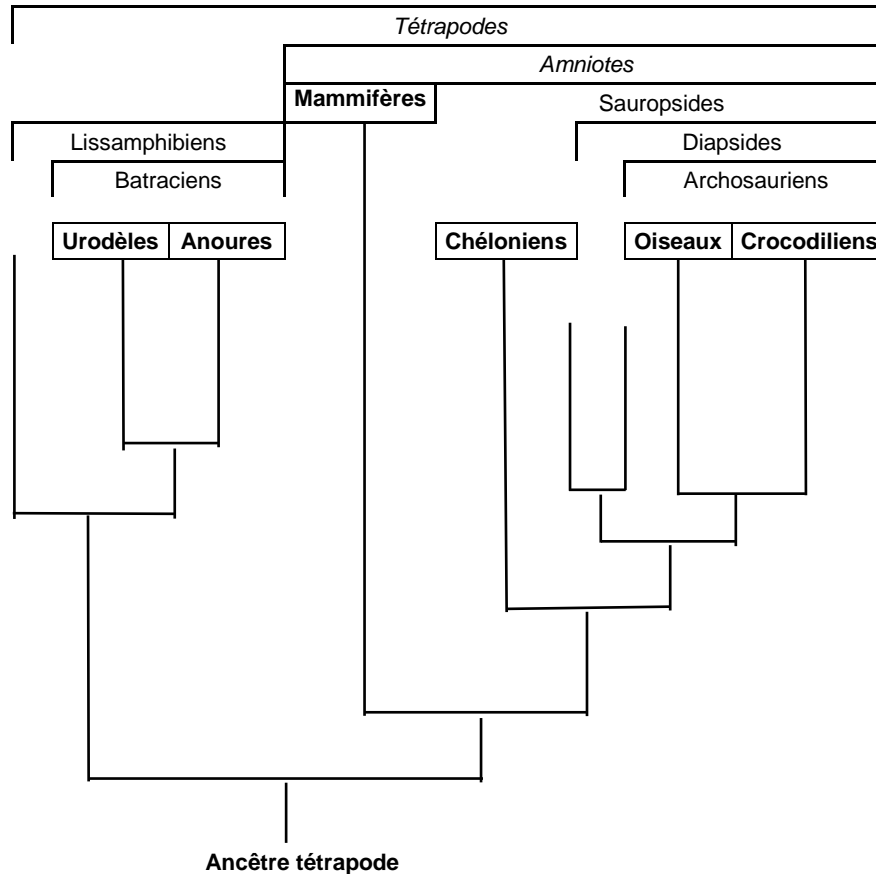 Tétrapodes
Amniotes
Mammifères
Sauropsides
Lissamphibiens
Diapsides
Batraciens
Archosauriens
Urodèles Anoures Chéloniens Oiseaux Crocodiliens
Ancêtre tétrapode